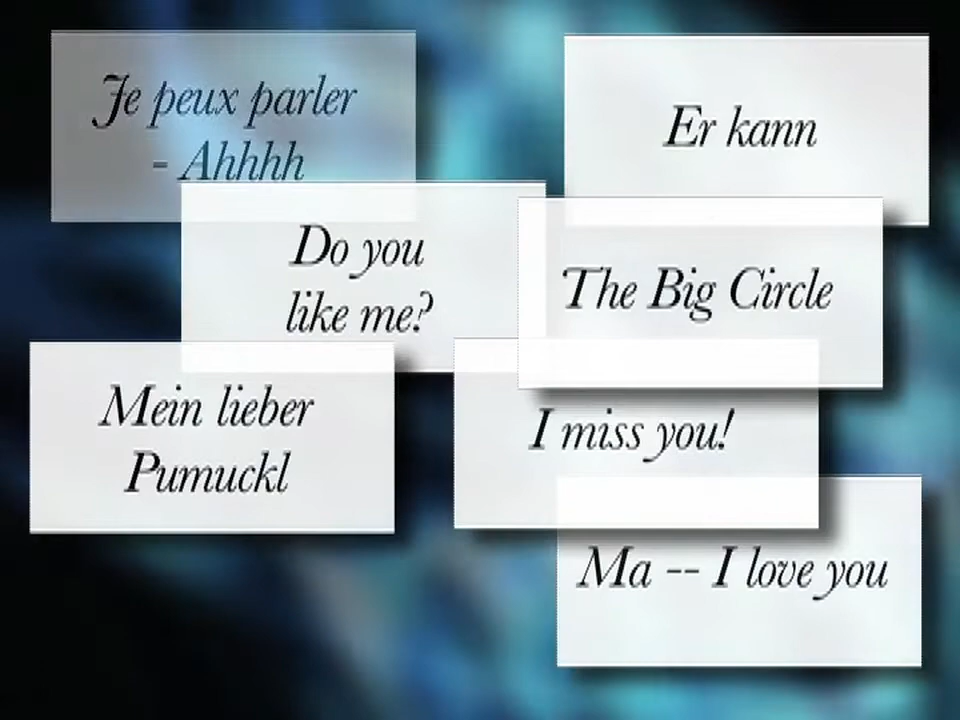 Je peux parler
- Ahhhh
Er kann
Do you
like me?
The Big Circle
Mein lieber
Pumuckl
I miss you!
Ma -- I love you